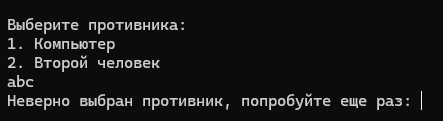 Выберите противника:
1. Компьютер
2. Второй человек
abc
Неверно выбран противник, попробуйте еще раз: